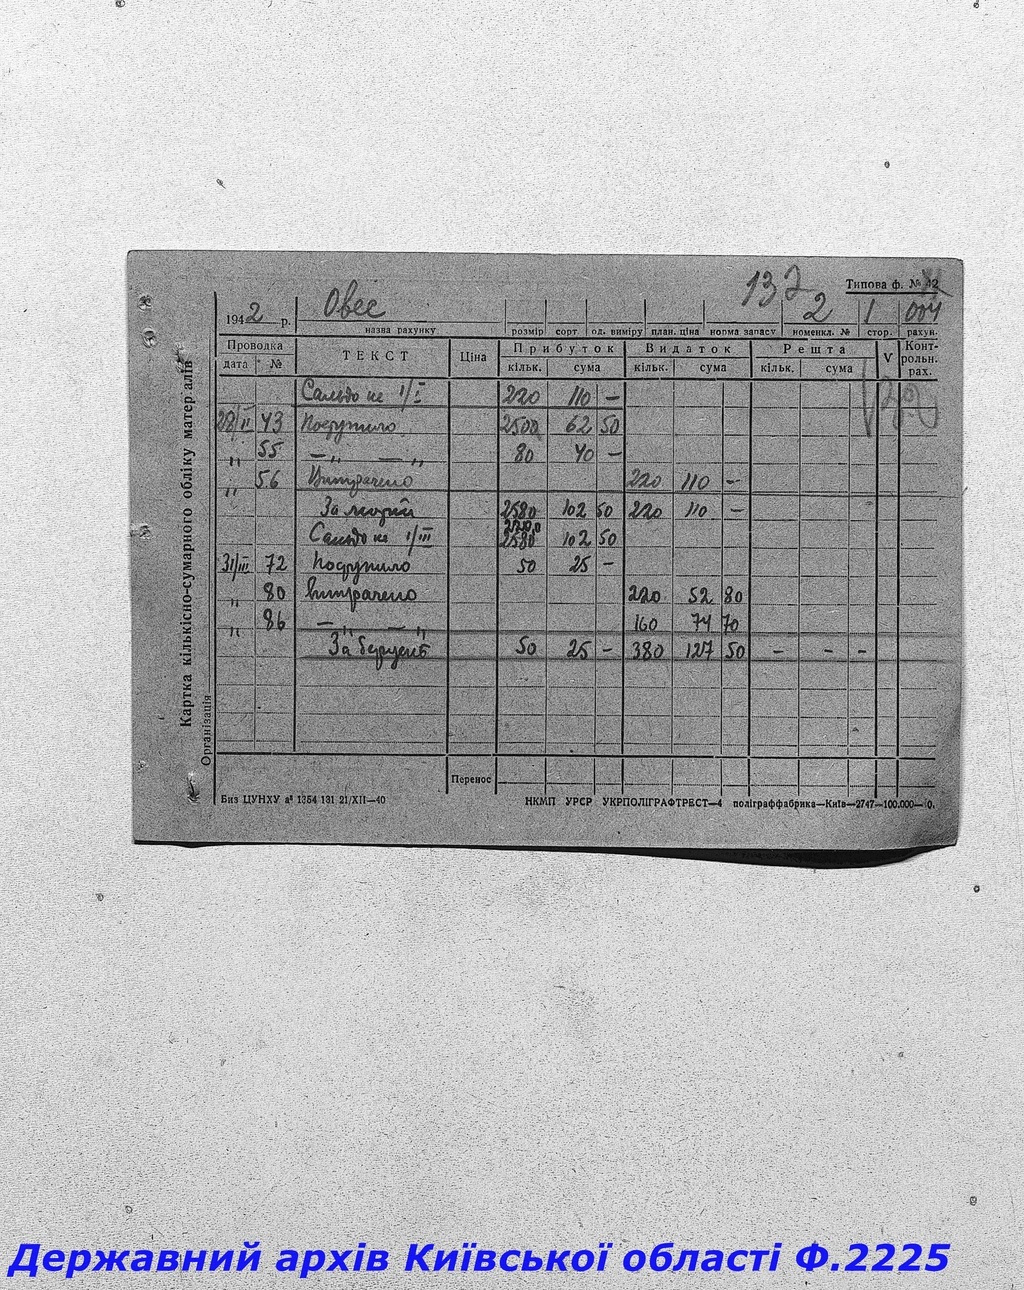 132
Типова ф. № 42
1942 р. Овес 2 1 004
назва рахунку розмір сорт од. виміру план. ціна норма запасу номенкл. № стор. рахун.
Проводка ТЕКСТ Ціна Прибуток Видаток Решта V Контрольн. рах.
дата № кільк. сума кільк. сума кільк. сума
Сальдо на 1/I 220 110 —
28/II 43 Поступило 2500 62 50
" 55 — " — " 80 40 —
" 56 Витрачено 220 110 —
За лютий 2580 102 50 220 110 —
Сальдо на 1/III 2580 102 50
31/III 72 Поступило 50 25 —
" 80 Витрачено 220 52 80
" 86 — " — " 160 74 70
За березень 50 25 — 380 127 50 — — —
Перенос
Картка кількісно-сумарного обліку матер алів
Організація
Биз ЦУНХУ а² 1354 131 21/XII—40 НКМП УРСР УКРПОЛІГРАФТРЕСТ—4 поліграффабрика—Київ—2747—100.000—10.
Державний архів Київської області Ф.2225